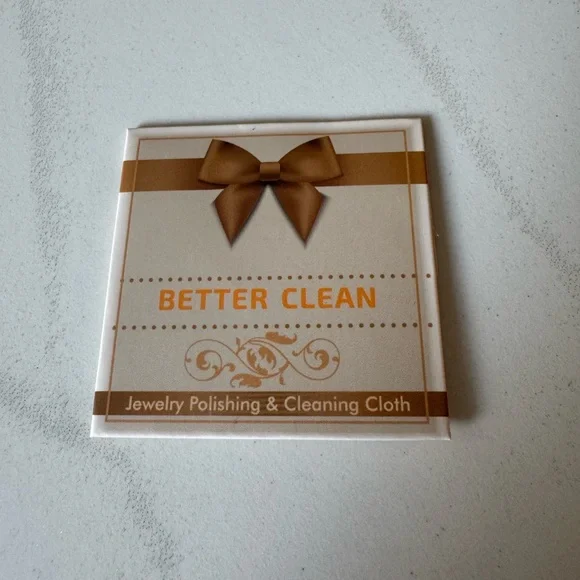 BETTER CLEAN
Jewelry Polishing & Cleaning Cloth